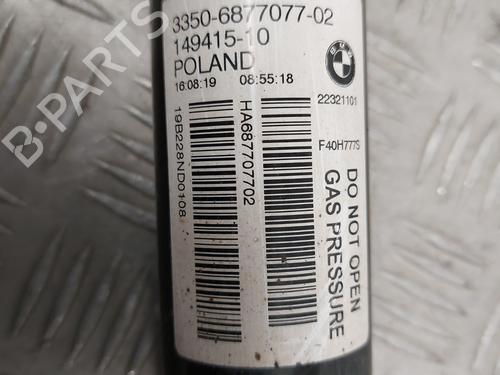 3350-6877077-02
149415-10
POLAND
16:08:19 08:55:18
BMW
22321101
F40H777S
19B228ND0108
HA687707702
DO NOT OPEN
GAS PRESSURE